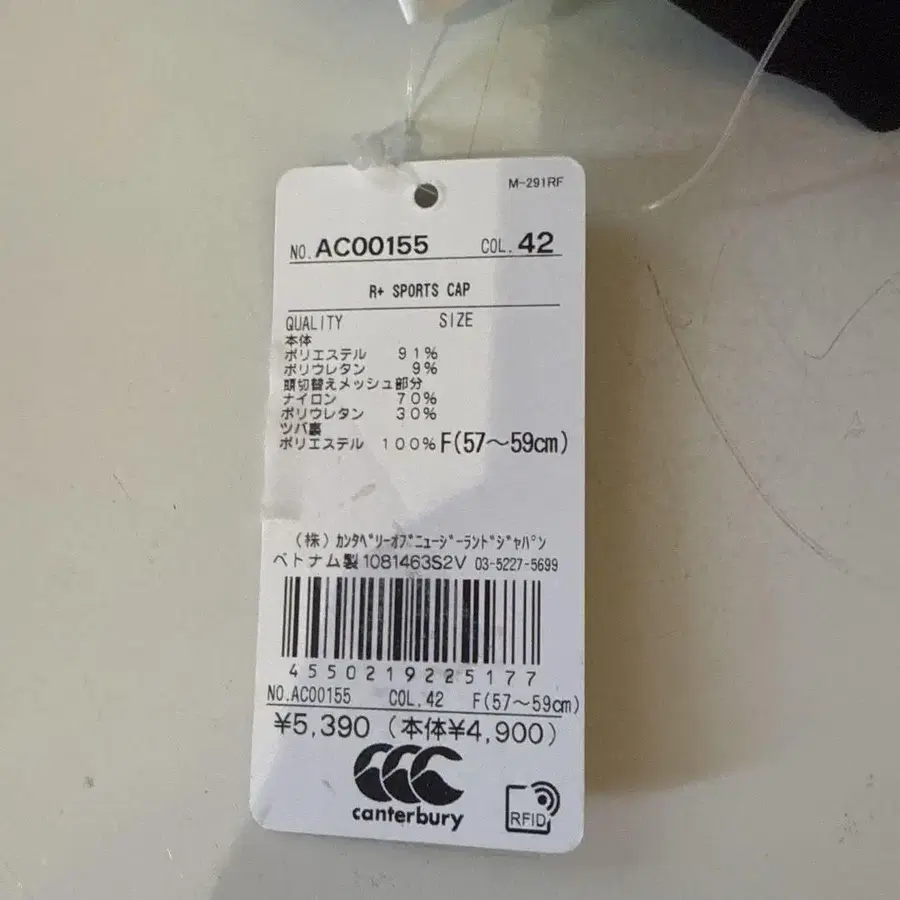 M-291RF
NO. AC00155 COL. 42
R+ SPORTS CAP
QUALITY SIZE
本体
ポリエステル 91%
ポリウレタン 9%
頭切替えメッシュ部分
ナイロン 70%
ポリウレタン 30%
ツバ裏
ポリエステル 100% F(57～59cm)
(株) ｶﾝﾀﾍﾞﾘｰｵﾌﾞﾆｭｰｼﾞｰﾗﾝﾄﾞｼﾞｬﾊﾟﾝ
ベトナム製 1081463S2V 03-5227-5699
4550219225177
NO.AC00155 COL.42 F(57～59cm)
¥5,390 (本体¥4,900)
canterbury
RFID